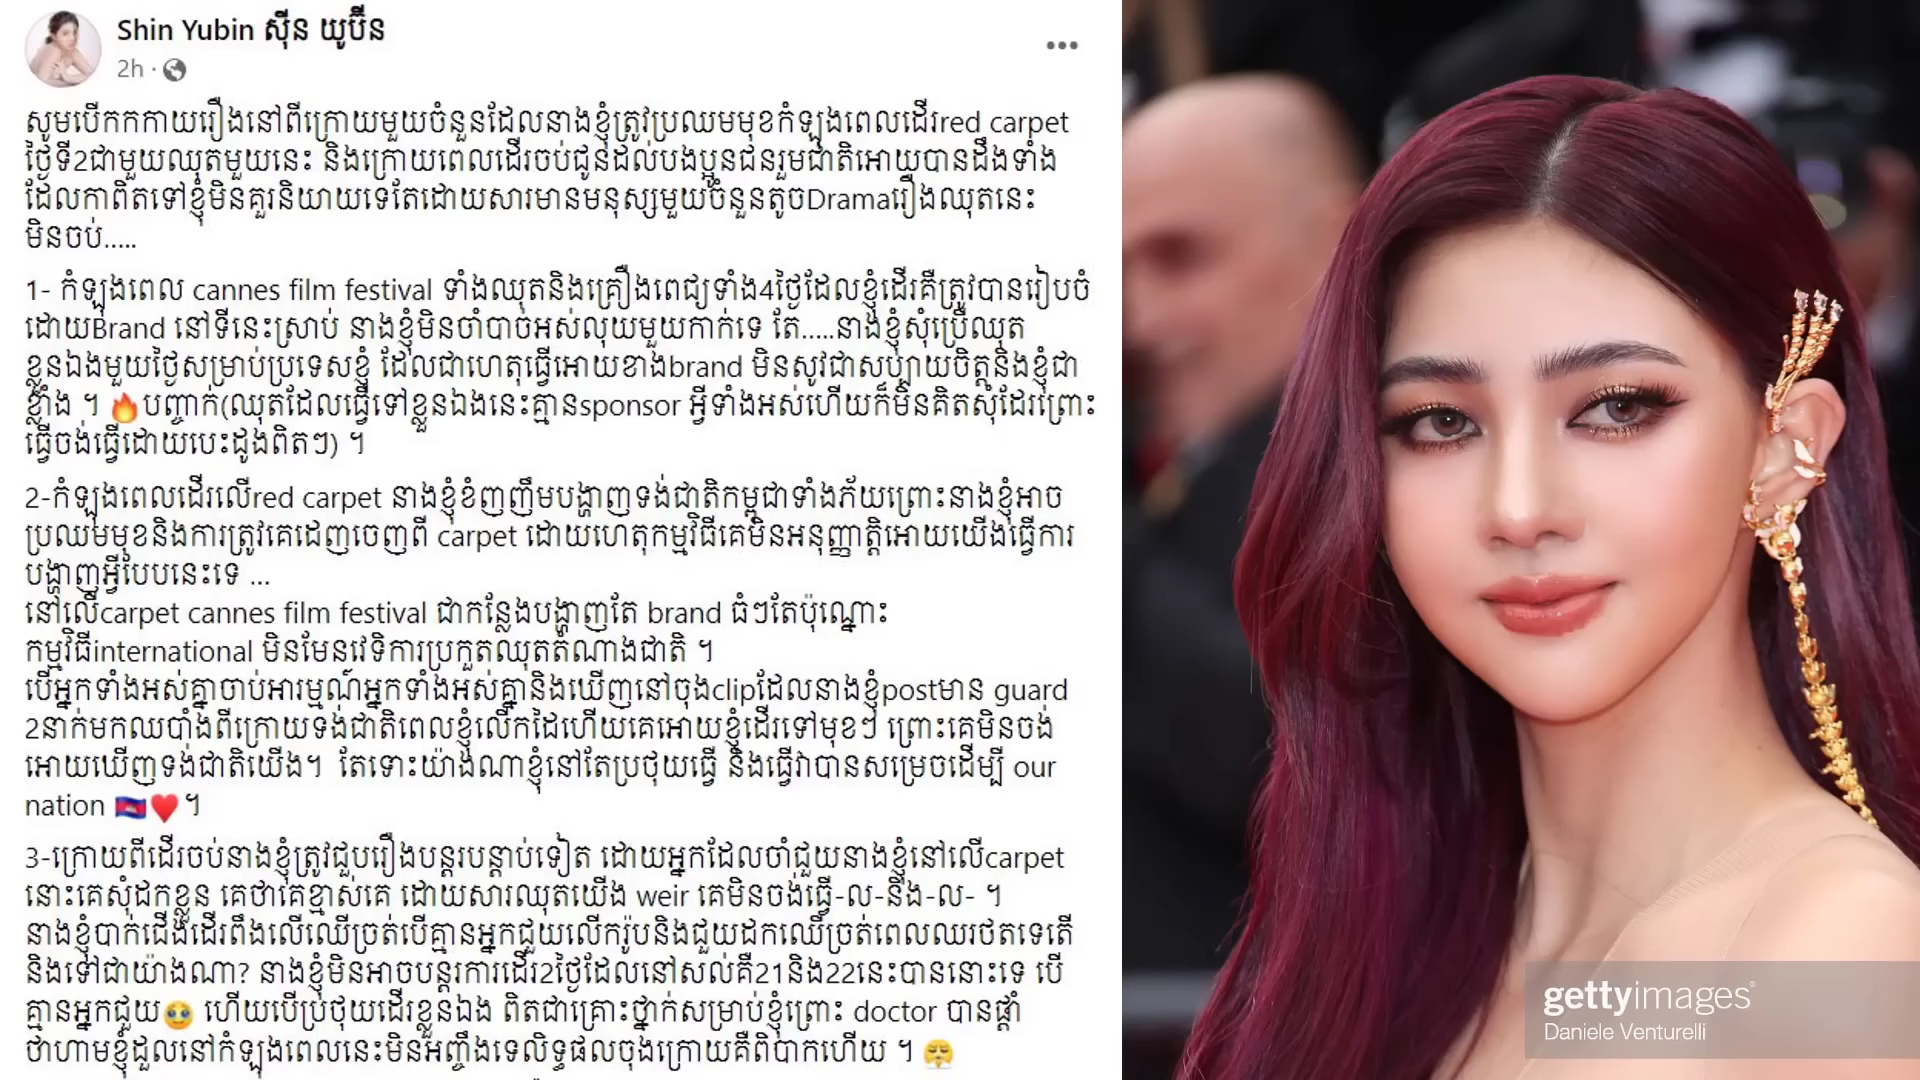 Shin Yubin ស៊ីន យូប៊ីន
2h ·
សូមបើកកកាយរឿងនៅពីក្រោយមួយចំនួនដែលនាងខ្ញុំត្រូវប្រឈមមុខកំឡុងពេលដើរred carpet
ថ្ងៃទី2ជាមួយឈុតមួយនេះ និងក្រោយពេលដើរចប់ជូនដល់បងប្អូនជនរួមជាតិអោយបានដឹងទាំង
ដែលកាពិតទៅខ្ញុំមិនគួរនិយាយទេតែដោយសារមានមនុស្សមួយចំនួនតូចDramaរឿងឈុតនេះ
មិនចប់.....
1- កំឡុងពេល cannes film festival ទាំងឈុតនិងគ្រឿងពេជ្យទាំង4ថ្ងៃដែលខ្ញុំដើរគឺត្រូវបានរៀបចំ
ដោយBrand នៅទីនេះស្រាប់ នាងខ្ញុំមិនចាំបាច់អស់លុយមួយកាក់ទេ តែ.....នាងខ្ញុំសុំប្រើឈុត
ខ្លួនឯងមួយថ្ងៃសម្រាប់ប្រទេសខ្ញុំ ដែលជាហេតុធ្វើអោយខាងbrand មិនសូវជាសប្បាយចិត្តនិងខ្ញុំជា
ខ្លាំង ។ 🔥បញ្ចាក់(ឈុតដែលធ្វើទៅខ្លួនឯងនេះគ្មានsponsor អ្វីទាំងអស់ហើយក៏មិនគិតសុំដែរព្រោះ
ធ្វើចង់ធ្វើដោយបេះដូងពិតៗ) ។
2-កំឡុងពេលដើរលើred carpet នាងខ្ញុំខំញញឹមបង្ហាញទង់ជាតិកម្ពុជាទាំងភ័យព្រោះនាងខ្ញុំអាច
ប្រឈមមុខនិងការត្រូវគេដេញចេញពី carpet ដោយហេតុកម្មវិធីគេមិនអនុញ្ញាត្តិអោយយើងធ្វើការ
បង្ហាញអ្វីបែបនេះទេ ...
នៅលើcarpet cannes film festival ជាកន្លែងបង្ហាញតែ brand ធំៗតែប៉ុណ្ណោះ
កម្មវិធីinternational មិនមែនវេទិការប្រកួតឈុតតំណាងជាតិ ។
បើអ្នកទាំងអស់គ្នាចាប់អារម្មណ៍អ្នកទាំងអស់គ្នានិងឃើញនៅចុងclipដែលនាងខ្ញុំpostមាន guard
2នាក់មកឈបាំងពីក្រោយទង់ជាតិពេលខ្ញុំលើកដៃហើយគេអោយខ្ញុំដើរទៅមុខៗ ព្រោះគេមិនចង់
អោយឃើញទង់ជាតិយើង។ តែទោះយ៉ាងណាខ្ញុំនៅតែប្រថុយធ្វើ និងធ្វើវាបានសម្រេចដើម្បី our
nation 🇰🇭❤️។
3-ក្រោយពីដើរចប់នាងខ្ញុំត្រូវជួបរឿងបន្តរបន្ទាប់ទៀត ដោយអ្នកដែលចាំជួយនាងខ្ញុំនៅលើcarpet
នោះគេសុំដកខ្លួន គេថាគេខ្មាស់គេ ដោយសារឈុតយើង weir គេមិនចង់ធ្វើ-ល-និង-ល- ។
នាងខ្ញុំបាក់ជើងដើរពឹងលើឈើច្រត់បើគ្មានអ្នកជួយលើករ៉ូបនិងជួយដកឈើច្រត់ពេលឈរថតទេតើ
និងទៅជាយ៉ាងណា? នាងខ្ញុំមិនអាចបន្តរការដើរ2ថ្ងៃដែលនៅសល់គឺ21និង22នេះបាននោះទេ បើ
គ្មានអ្នកជួយ🥹 ហើយបើប្រថុយដើរខ្លួនឯង ពិតជាគ្រោះថ្នាក់សម្រាប់ខ្ញុំព្រោះ doctor បានផ្តាំ
ថាហាមខ្ញុំដួលនៅកំឡុងពេលនេះមិនអញ្ចឹងទេលិទ្ធផលចុងក្រោយគឺពិបាកហើយ ។ 😤
gettyimages
Daniele Venturelli